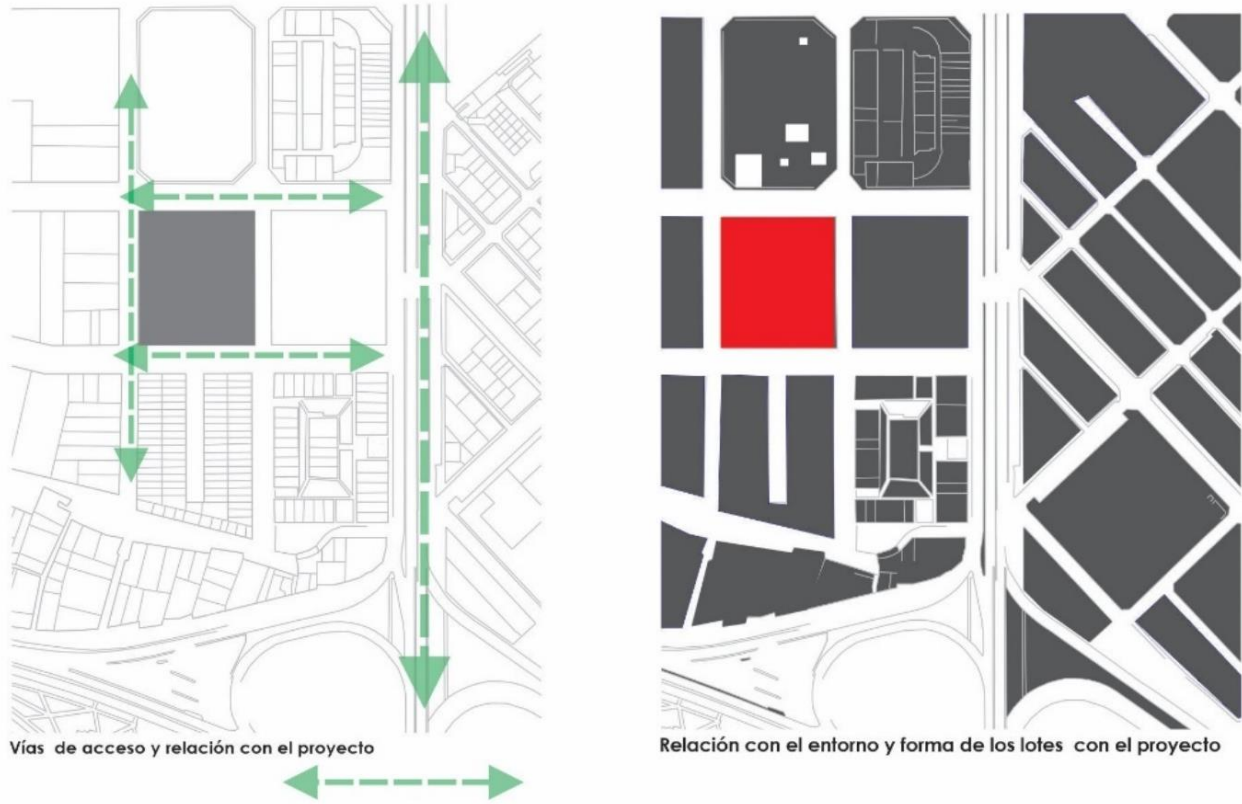 Vías de acceso y relación con el proyecto
Relación con el entorno y forma de los lotes con el proyecto